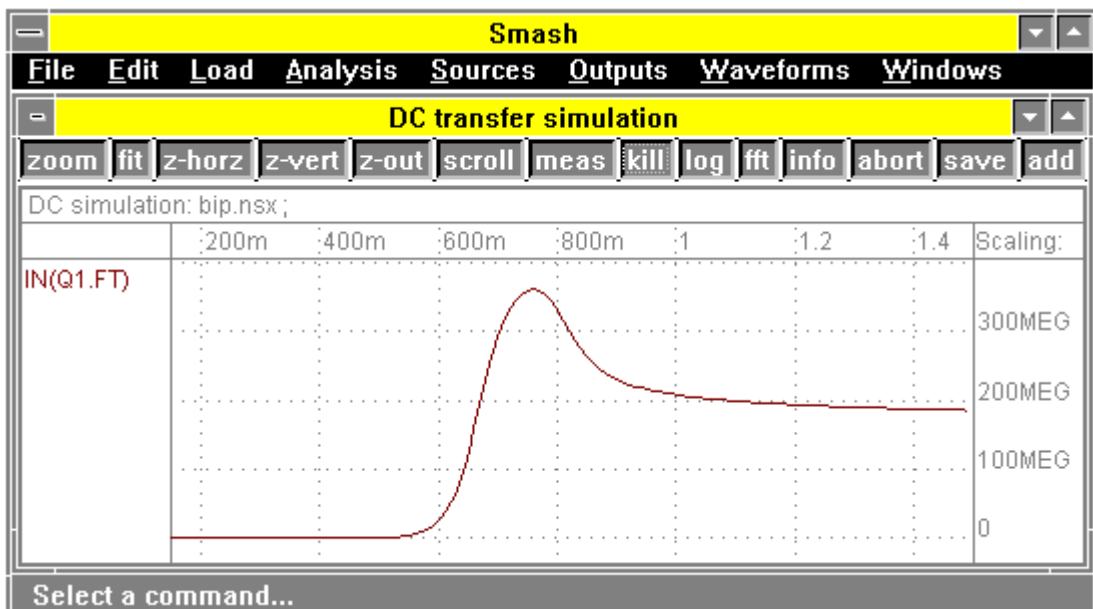 Smash
File Edit Load Analysis Sources Outputs Waveforms Windows
DC transfer simulation
zoom fit z-horz z-vert z-out scroll meas kill log fft info abort save add
DC simulation: bip.nsx ;
:200m :400m :600m :800m :1 :1.2 :1.4 Scaling:
IN(Q1.FT)
300MEG
200MEG
100MEG
0
Select a command...